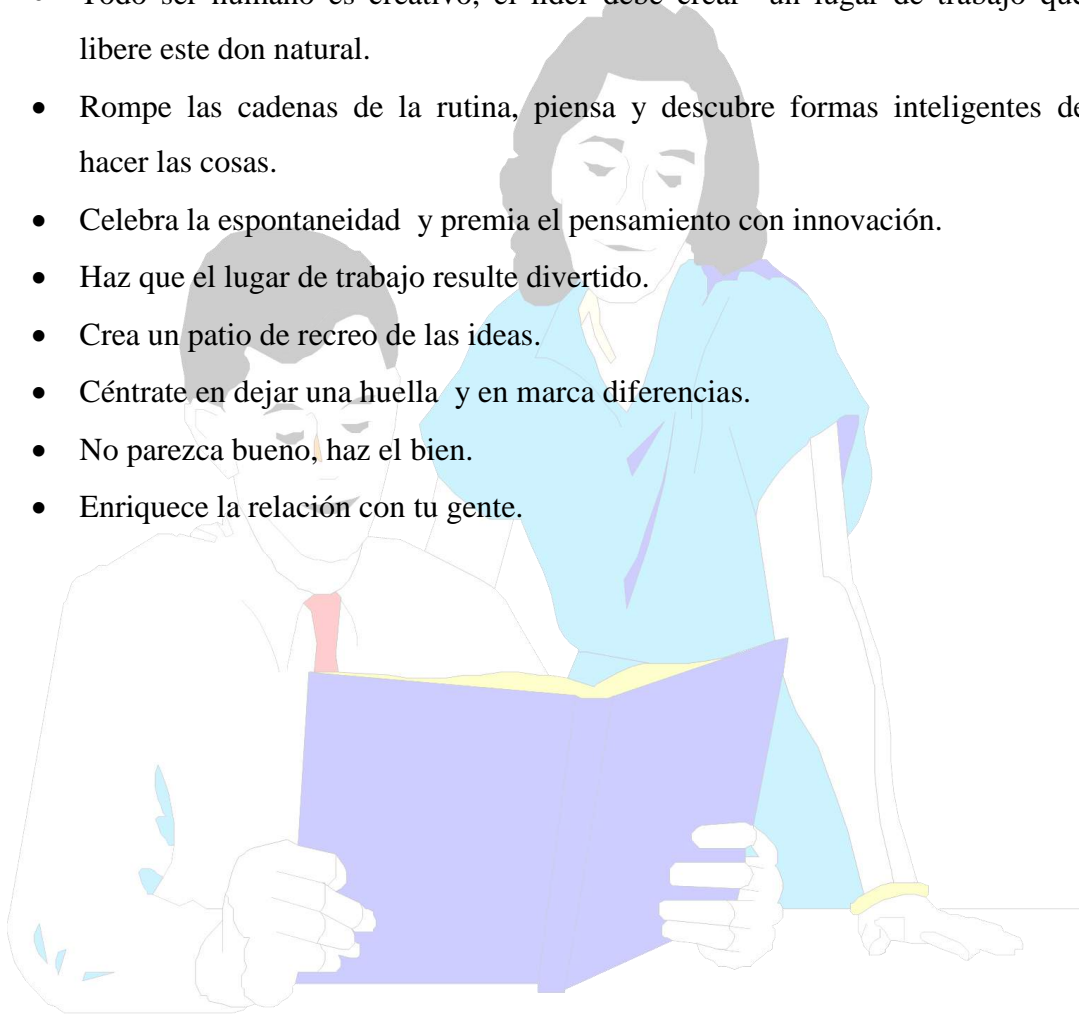 • Todo ser humano es creativo, el líder debe crear un lugar de trabajo que
libere este don natural.
• Rompe las cadenas de la rutina, piensa y descubre formas inteligentes de
hacer las cosas.
• Celebra la espontaneidad y premia el pensamiento con innovación.
• Haz que el lugar de trabajo resulte divertido.
• Crea un patio de recreo de las ideas.
• Céntrate en dejar una huella y en marca diferencias.
• No parezca bueno, haz el bien.
• Enriquece la relación con tu gente.